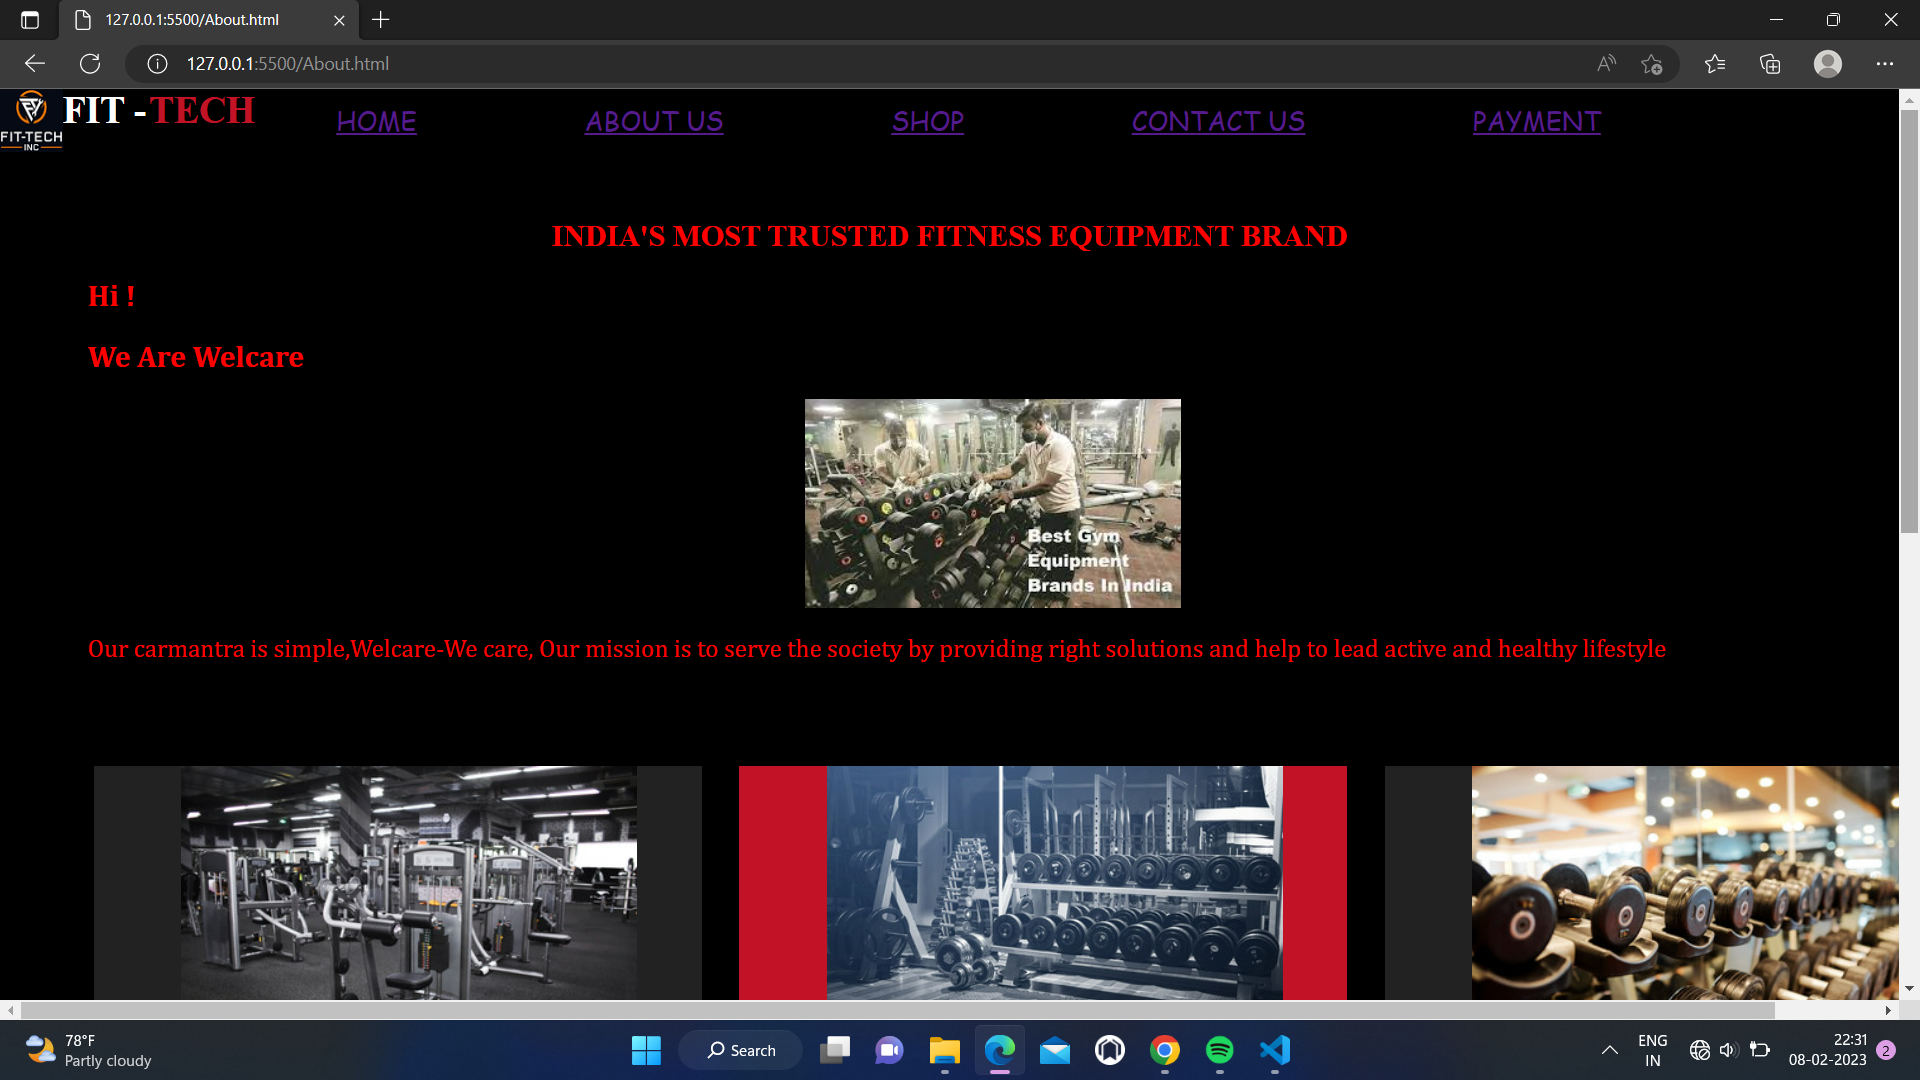 127.0.0.1:5500/About.html
127.0.0.1:5500/About.html
FIT-TECH
INC
FIT -TECH
HOME
ABOUT US
SHOP
CONTACT US
PAYMENT
INDIA'S MOST TRUSTED FITNESS EQUIPMENT BRAND
Hi !
We Are Welcare
Best Gym
Equipment
Brands In India
Our carmantra is simple,Welcare-We care, Our mission is to serve the society by providing right solutions and help to lead active and healthy lifestyle
78°F
Partly cloudy
Search
ENG
IN
22:31
08-02-2023
2